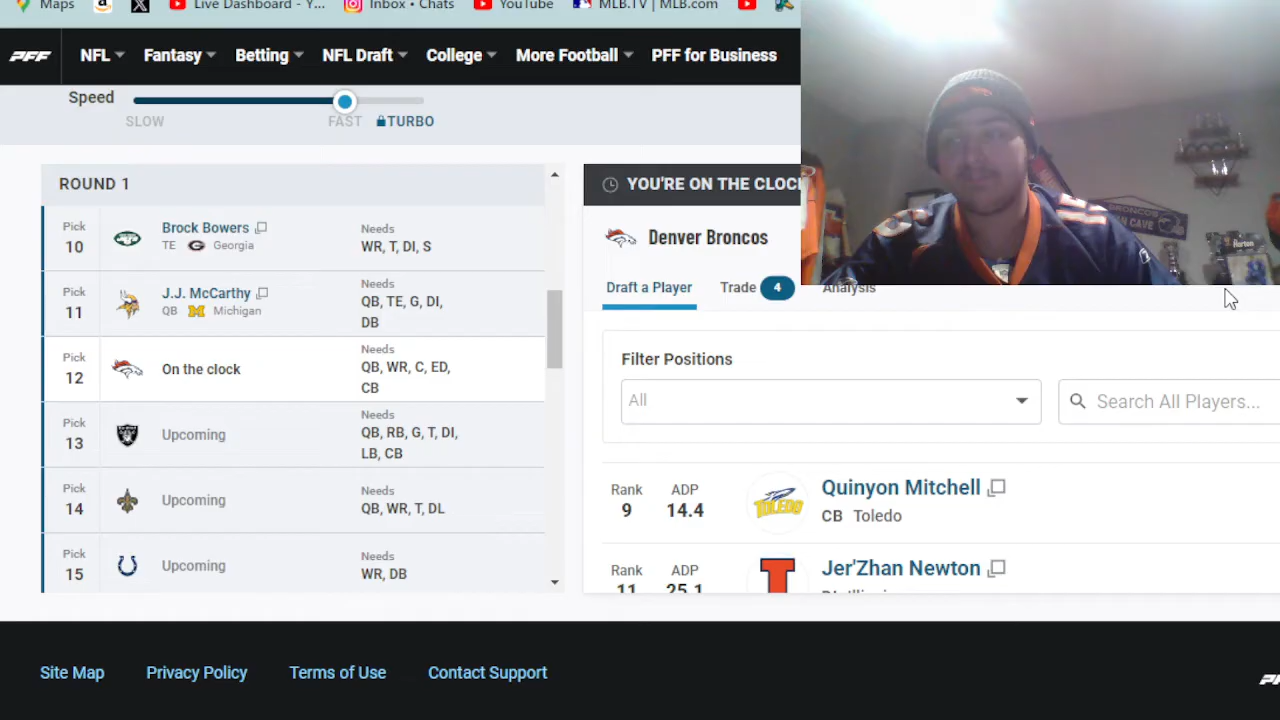 Maps
Live Dashboard - Y...
Inbox • Chats
YouTube
MLB.TV | MLB.com
PFF
NFL
Fantasy
Betting
NFL Draft
College
More Football
PFF for Business
Speed
SLOW
FAST
TURBO
ROUND 1
Pick
10
Brock Bowers
TE
Georgia
Needs
WR, T, DI, S
Pick
11
J.J. McCarthy
QB
Michigan
Needs
QB, TE, G, DI,
DB
Pick
12
On the clock
Needs
QB, WR, C, ED,
CB
Pick
13
Upcoming
Needs
QB, RB, G, T, DI,
LB, CB
Pick
14
Upcoming
Needs
QB, WR, T, DL
Pick
15
Upcoming
Needs
WR, DB
YOU'RE ON THE CLOC
Denver Broncos
Draft a Player
Trade
4
Analysis
Filter Positions
All
Search All Players...
Rank
9
ADP
14.4
TOLEDO
Quinyon Mitchell
CB
Toledo
Rank
11
ADP
25.1
Jer'Zhan Newton
Site Map
Privacy Policy
Terms of Use
Contact Support